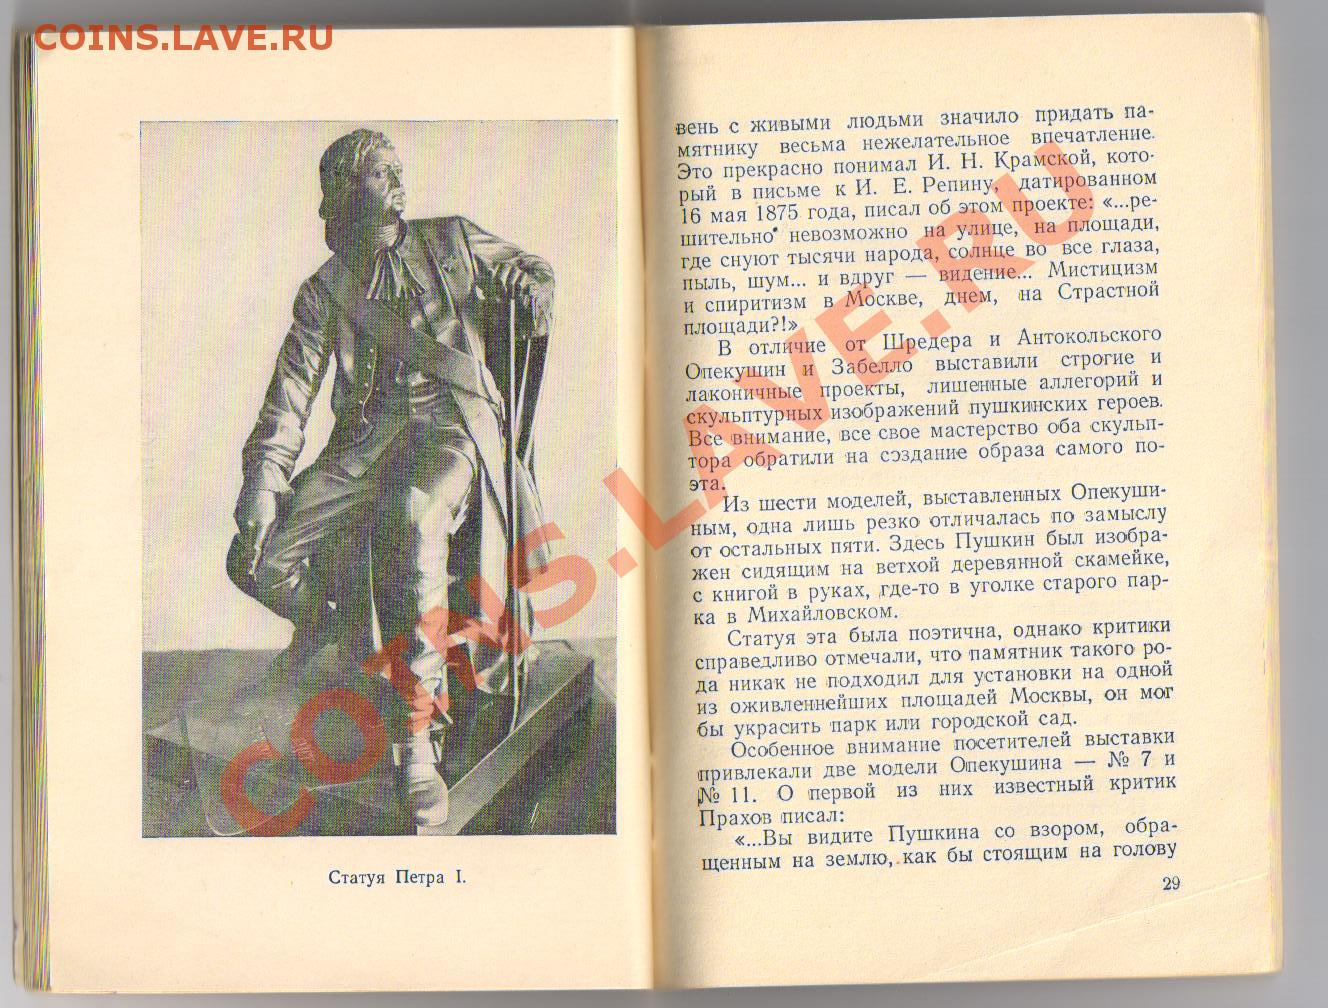 COINS.LAVE.RU
Статуя Петра I.
вень с живыми людьми значило придать па-
мятнику весьма нежелательное впечатление.
Это прекрасно понимал И. Н. Крамской, кото-
рый в письме к И. Е. Репину, датированном
16 мая 1875 года, писал об этом проекте: «...ре-
шительно невозможно на улице, на площади,
где снуют тысячи народа, солнце во все глаза,
пыль, шум... и вдруг — видение... Мистицизм
и спиритизм в Москве, днем, на Страстной
площади?!»
В отличие от Шредера и Антокольского
Опекушин и Забелло выставили строгие и
лаконичные проекты, лишенные аллегорий и
скульптурных изображений пушкинских героев.
Все внимание, все свое мастерство оба скульп-
тора обратили на создание образа самого по-
эта.
Из шести моделей, выставленных Опекуши-
ным, одна лишь резко отличалась по замыслу
от остальных пяти. Здесь Пушкин был изобра-
жен сидящим на ветхой деревянной скамейке,
с книгой в руках, где-то в уголке старого пар-
ка в Михайловском.
Статуя эта была поэтична, однако критики
справедливо отмечали, что памятник такого ро-
да никак не подходил для установки на одной
из оживленнейших площадей Москвы, он мог
бы украсить парк или городской сад.
Особенное внимание посетителей выставки
привлекали две модели Опекушина — № 7 и
№ 11. О первой из них известный критик
Прахов писал:
«...Вы видите Пушкина со взором, обра-
щенным на землю, как бы стоящим на голову
29
COINS.LAVE.RU